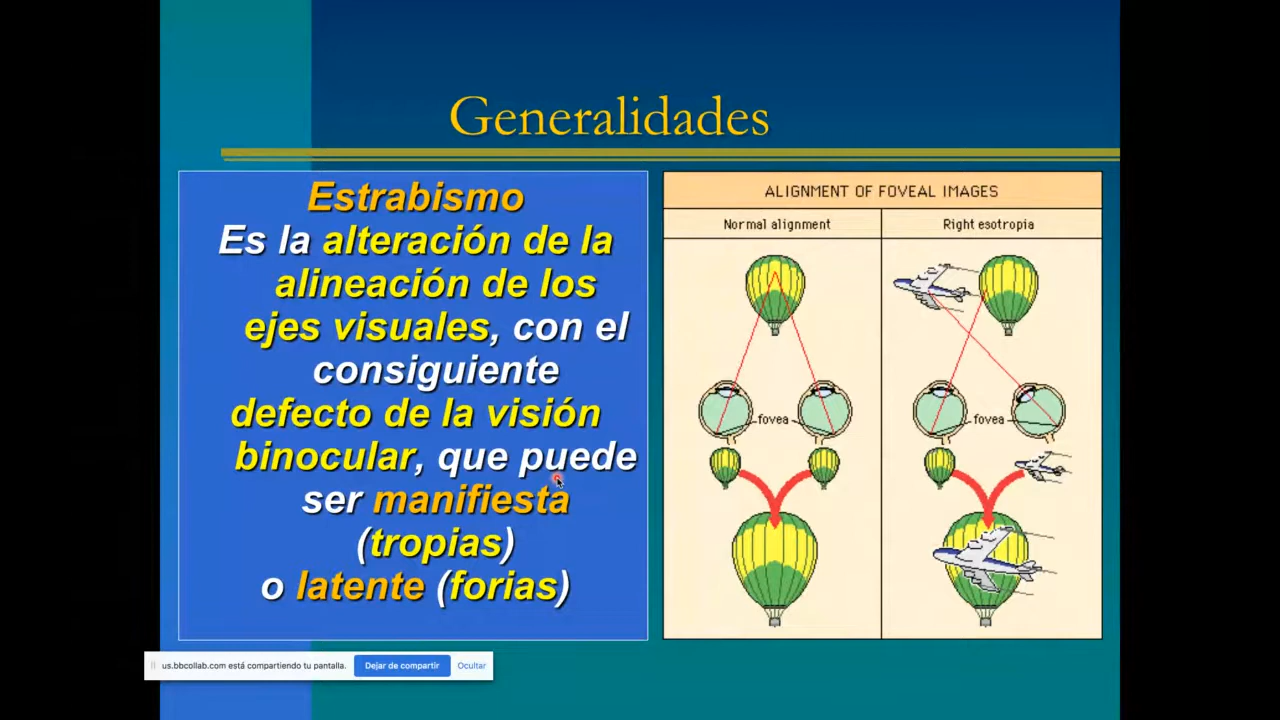 Generalidades
Estrabismo
Es la alteración de la
alineación de los
ejes visuales, con el
consiguiente
defecto de la visión
binocular, que puede
ser manifiesta
(tropias)
o latente (forias)
ALIGNMENT OF FOVEAL IMAGES
Normal alignment
Right esotropia
fovea
fovea
us.bbcollab.com está compartiendo tu pantalla.
Dejar de compartir
Ocultar